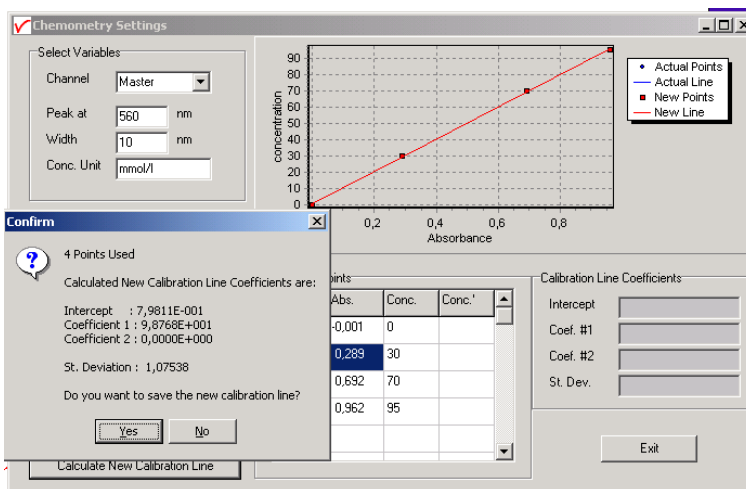 Chemometry Settings
Select Variables
Channel Master
Peak at 560 nm
Width 10 nm
Conc. Unit mmol/l
concentration
90
80
70
60
50
40
30
20
10
0
0,2 0,4 0,6 0,8
Absorbance
Actual Points
Actual Line
New Points
New Line
Confirm
4 Points Used
Calculated New Calibration Line Coefficients are:
Intercept : 7,9811E-001
Coefficient 1 : 9,8768E+001
Coefficient 2 : 0,0000E+000
St. Deviation : 1,07538
Do you want to save the new calibration line?
Yes No
Abs. Conc. Conc.'
-0,001 0
0,289 30
0,692 70
0,962 95
Calibration Line Coefficients
Intercept
Coef. #1
Coef. #2
St. Dev.
Calculate New Calibration Line
Exit